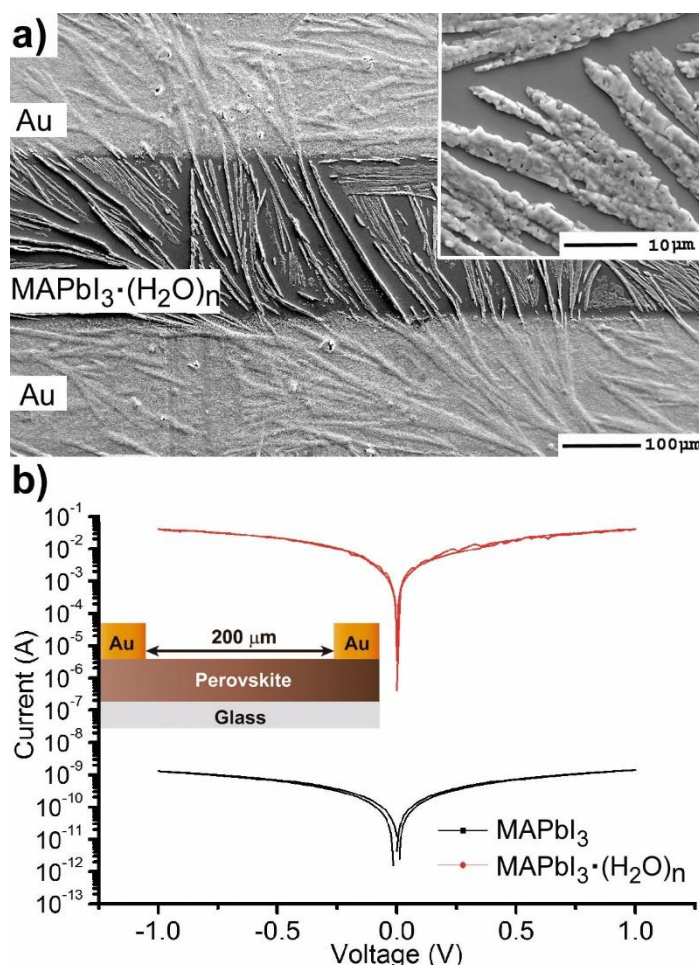 a)
Au
MAPbI₃·(H₂O)n
Au
10μm
100μm
b)
Current (A)
10⁻¹
10⁻²
10⁻³
10⁻⁴
10⁻⁵
10⁻⁶
10⁻⁷
10⁻⁸
10⁻⁹
10⁻¹⁰
10⁻¹¹
10⁻¹²
10⁻¹³
Au 200 μm Au
Perovskite
Glass
MAPbI₃
MAPbI₃·(H₂O)n
-1.0 -0.5 0.0 0.5 1.0
Voltage (V)